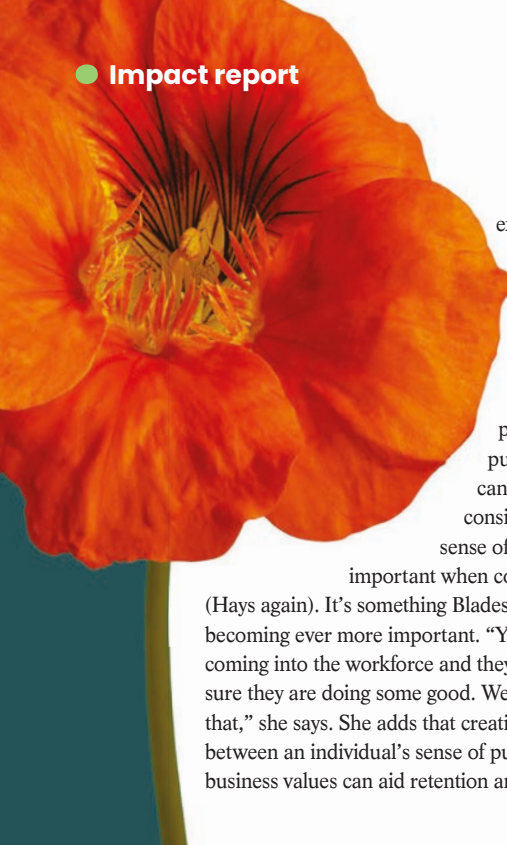 Impact report
ex
p
pu
can
consi
sense of
important when co
(Hays again). It’s something Blades
becoming ever more important. “Y
coming into the workforce and they
sure they are doing some good. We
that,” she says. She adds that creati
between an individual’s sense of pu
business values can aid retention an